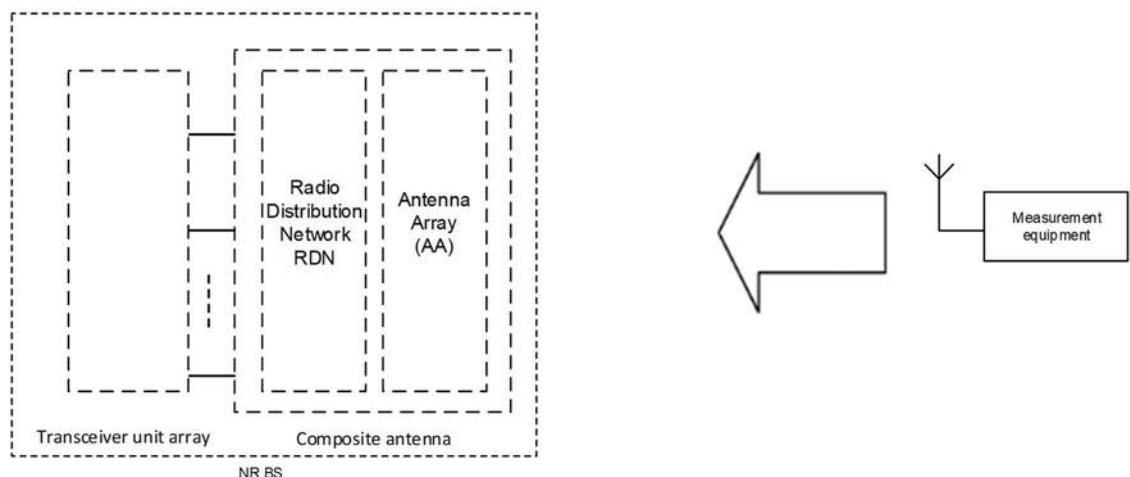 Radio
Distribution
Network
RDN
Antenna
Array
(AA)
Measurement
equipment
Transceiver unit array
Composite antenna
NR BS